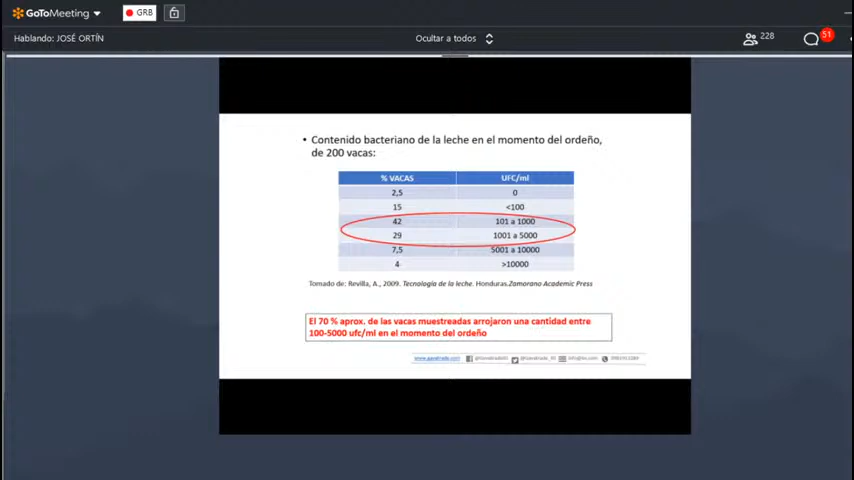 GoToMeeting
GRB
Hablando: JOSÉ ORTÍN
Ocultar a todos
228
51
• Contenido bacteriano de la leche en el momento del ordeño,
de 200 vacas:
% VACAS UFC/ml
2,5 0
15 <100
42 101 a 1000
29 1001 a 5000
7,5 5001 a 10000
4 >10000
Tomado de: Revilla, A., 2009. Tecnología de la leche. Honduras.Zamorano Academic Press
El 70 % aprox. de las vacas muestreadas arrojaron una cantidad entre
100-5000 ufc/ml en el momento del ordeño